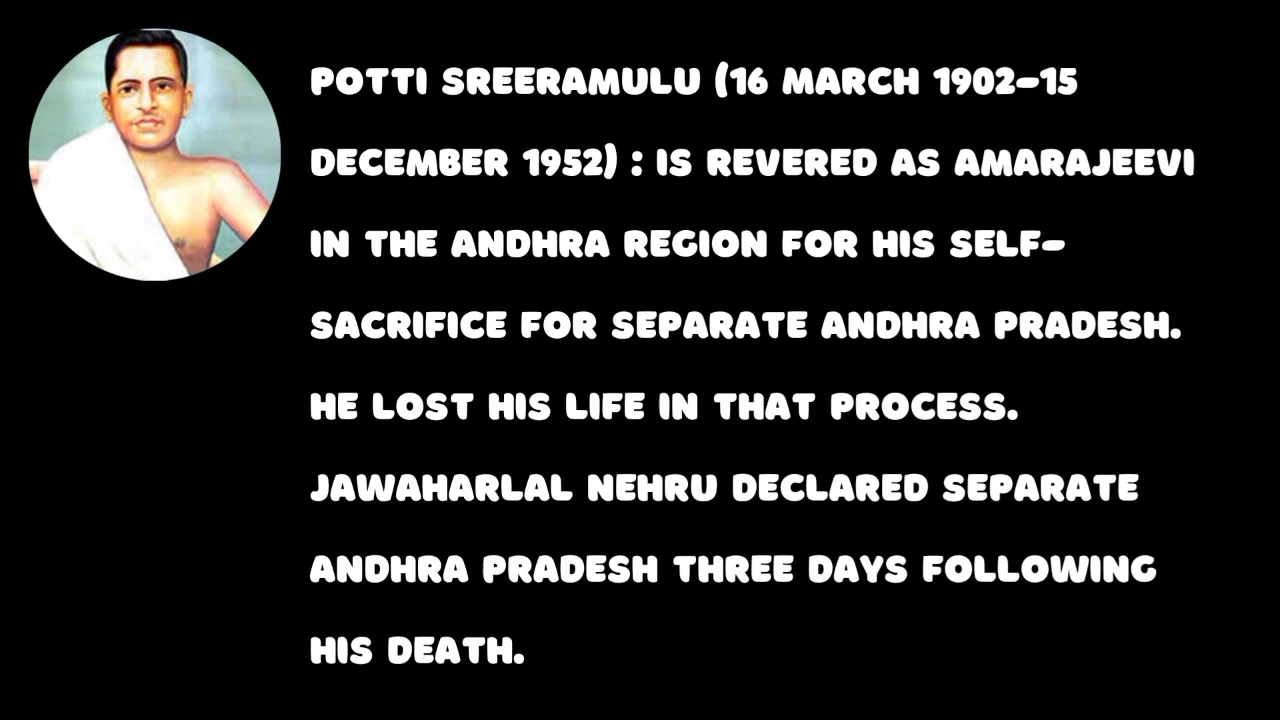 POTTI SREERAMULU (16 MARCH 1902–15
DECEMBER 1952) : IS REVERED AS AMARAJEEVI
IN THE ANDHRA REGION FOR HIS SELF–
SACRIFICE FOR SEPARATE ANDHRA PRADESH.
HE LOST HIS LIFE IN THAT PROCESS.
JAWAHARLAL NEHRU DECLARED SEPARATE
ANDHRA PRADESH THREE DAYS FOLLOWING
HIS DEATH.